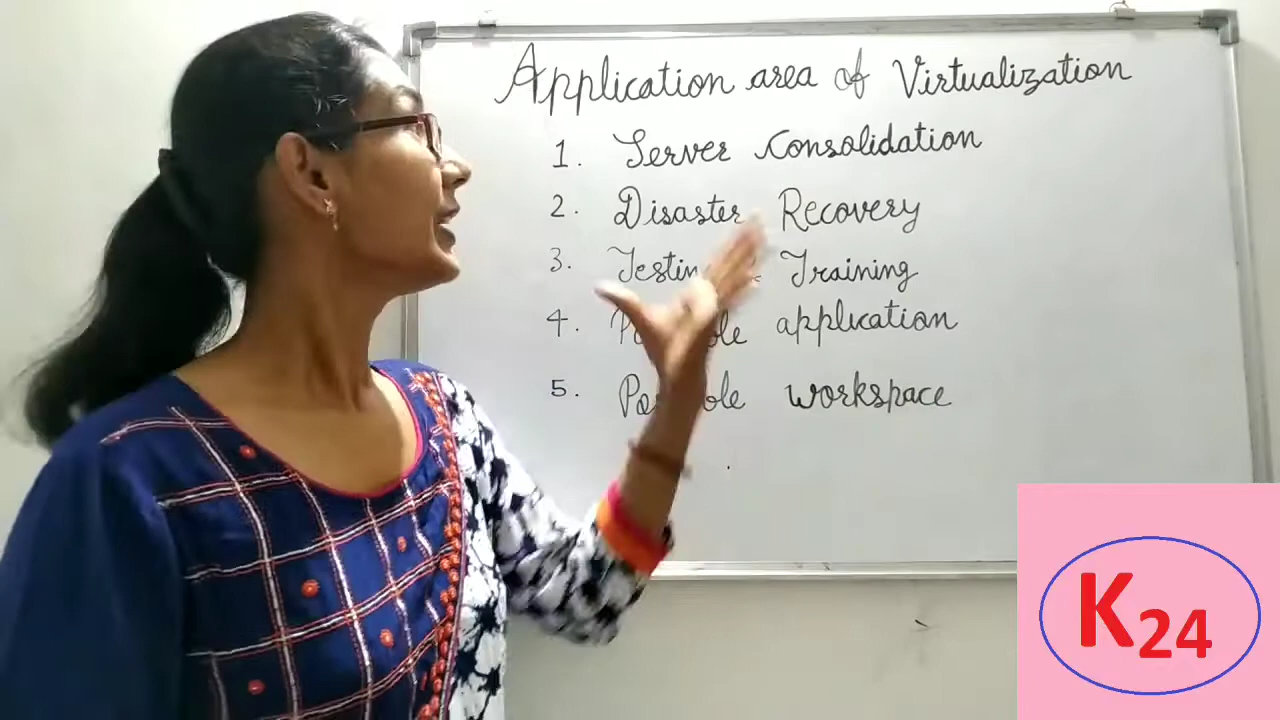 Application area of Virtualization
1. Server consolidation
2. Disaster Recovery
3. Training
4. application
5. workspace
K24